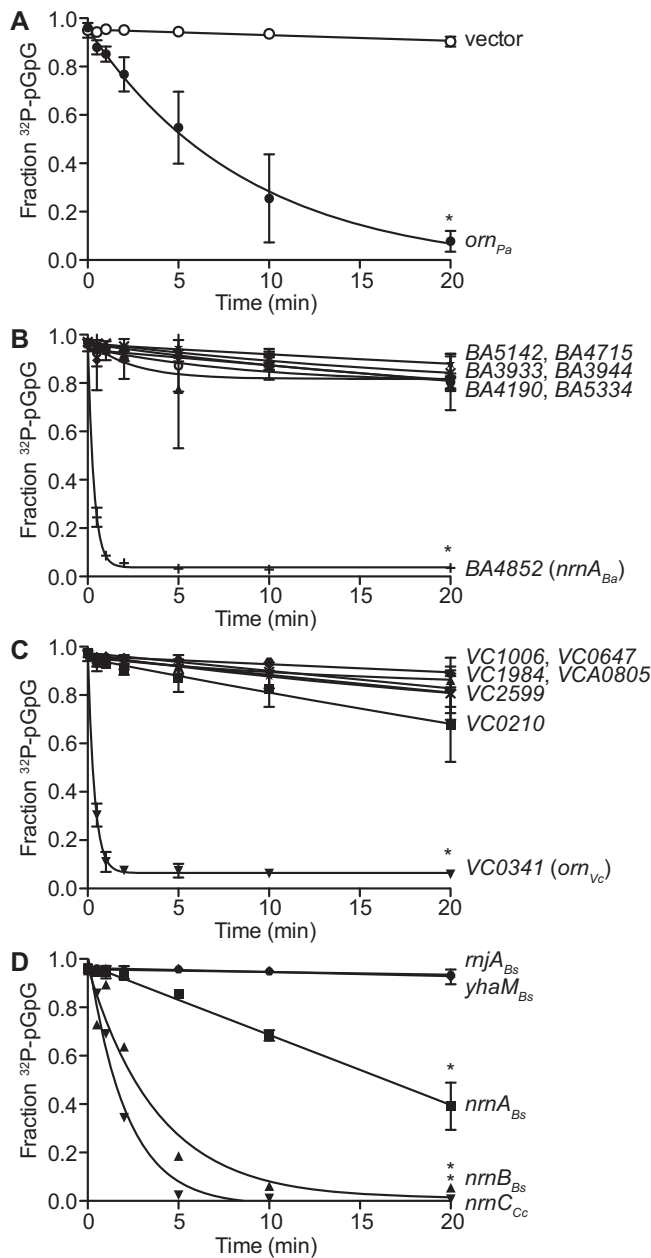 A
Fraction ³²P-pGpG
1.0
0.8
0.6
0.4
0.2
0.0
vector
*
orn_Pa
0 5 10 15 20
Time (min)
B
Fraction ³²P-pGpG
1.0
0.8
0.6
0.4
0.2
0.0
BA5142, BA4715
BA3933, BA3944
BA4190, BA5334
*
BA4852 (nrnA_Ba)
0 5 10 15 20
Time (min)
C
Fraction ³²P-pGpG
1.0
0.8
0.6
0.4
0.2
0.0
VC1006, VC0647
VC1984, VCA0805
VC2599
VC0210
*
VC0341 (orn_Vc)
0 5 10 15 20
Time (min)
D
Fraction ³²P-pGpG
1.0
0.8
0.6
0.4
0.2
0.0
rnjA_Bs
yhaM_Bs
*
nrnA_Bs
*
*
nrnB_Bs
nrnC_Cc
0 5 10 15 20
Time (min)